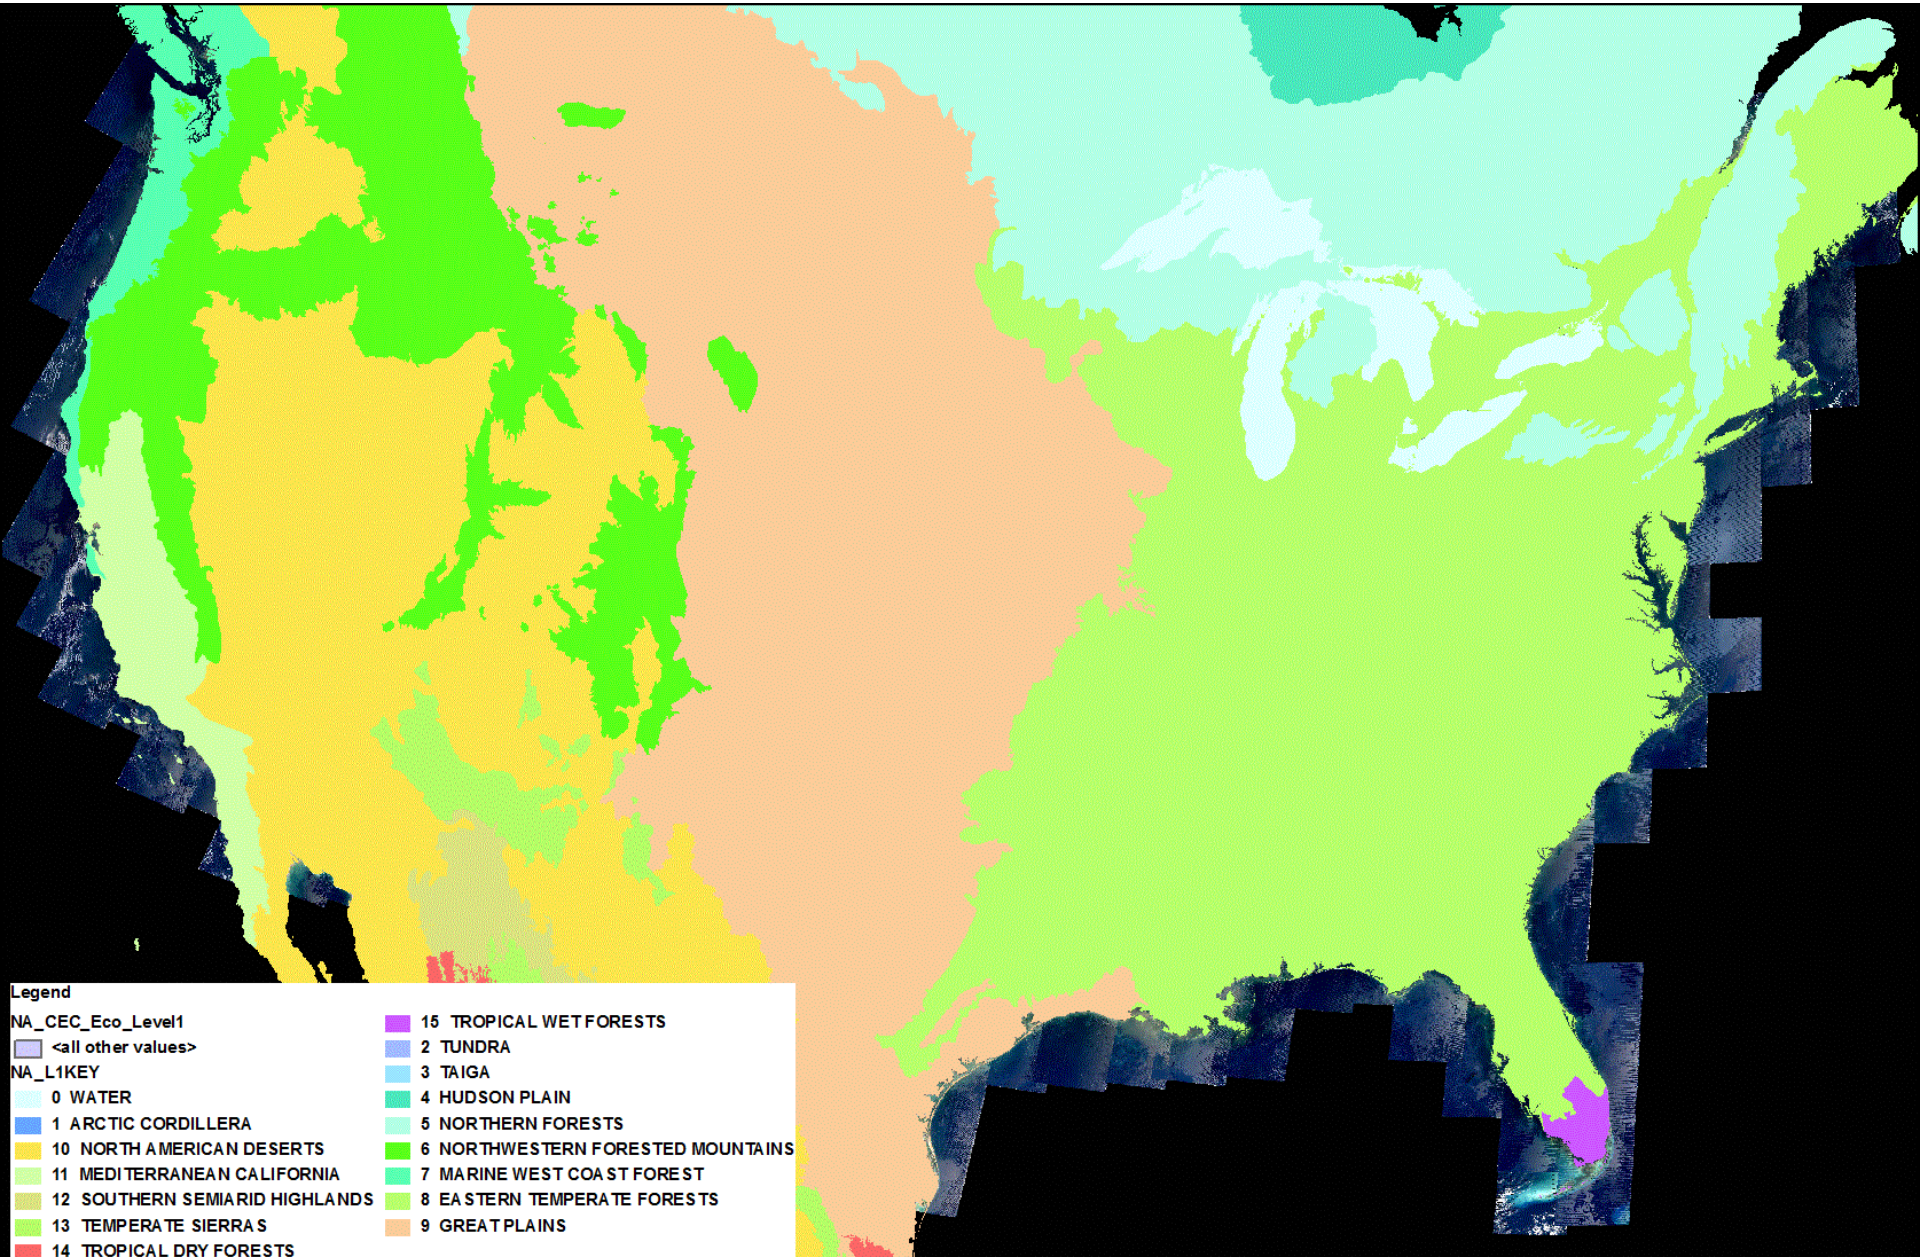 Legend
NA_CEC_Eco_Level1
<all other values>
NA_L1KEY
0 WATER
1 ARCTIC CORDILLERA
10 NORTH AMERICAN DESERTS
11 MEDITERRANEAN CALIFORNIA
12 SOUTHERN SEMIARID HIGHLANDS
13 TEMPERATE SIERRAS
14 TROPICAL DRY FORESTS
15 TROPICAL WET FORESTS
2 TUNDRA
3 TAIGA
4 HUDSON PLAIN
5 NORTHERN FORESTS
6 NORTHWESTERN FORESTED MOUNTAINS
7 MARINE WEST COAST FOREST
8 EASTERN TEMPERATE FORESTS
9 GREAT PLAINS